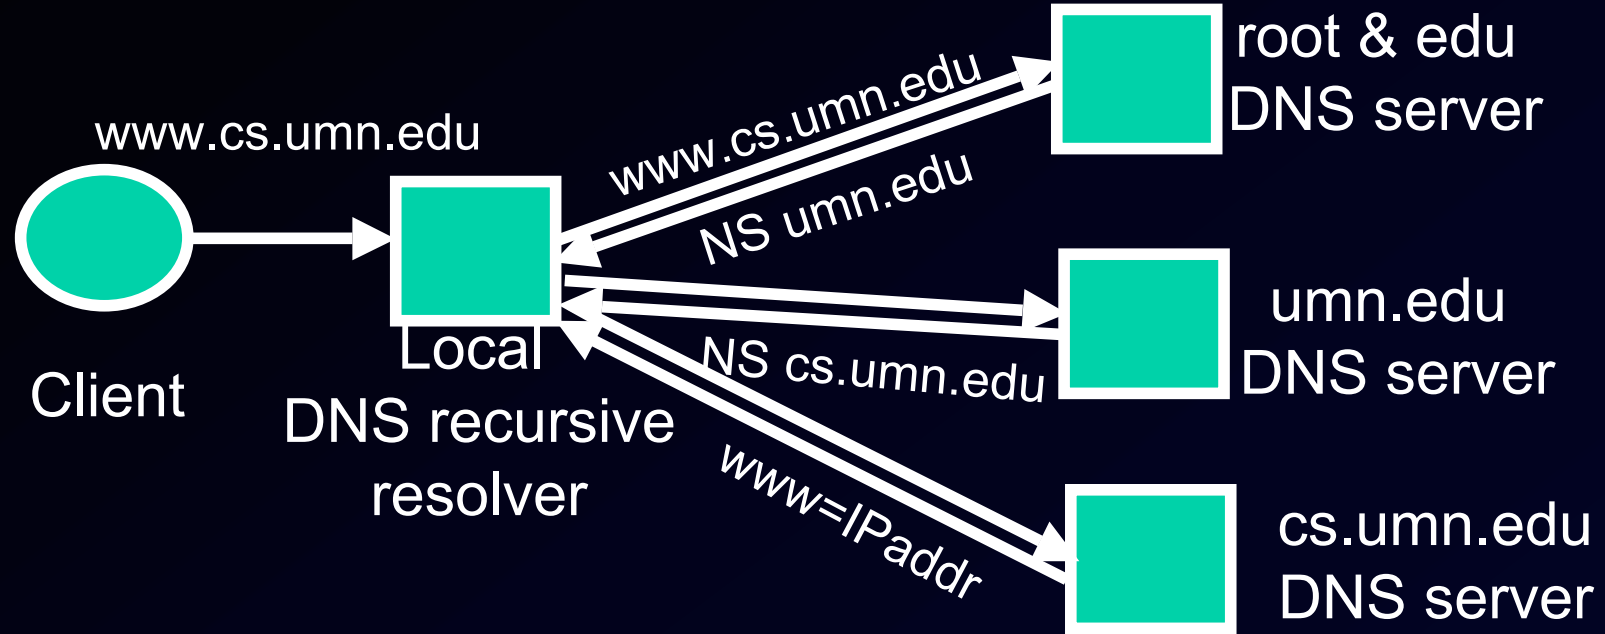 www.cs.umn.edu
Client
Local
DNS recursive
resolver
www.cs.umn.edu
NS umn.edu
NS cs.umn.edu
www=IPaddr
root & edu
DNS server
umn.edu
DNS server
cs.umn.edu
DNS server